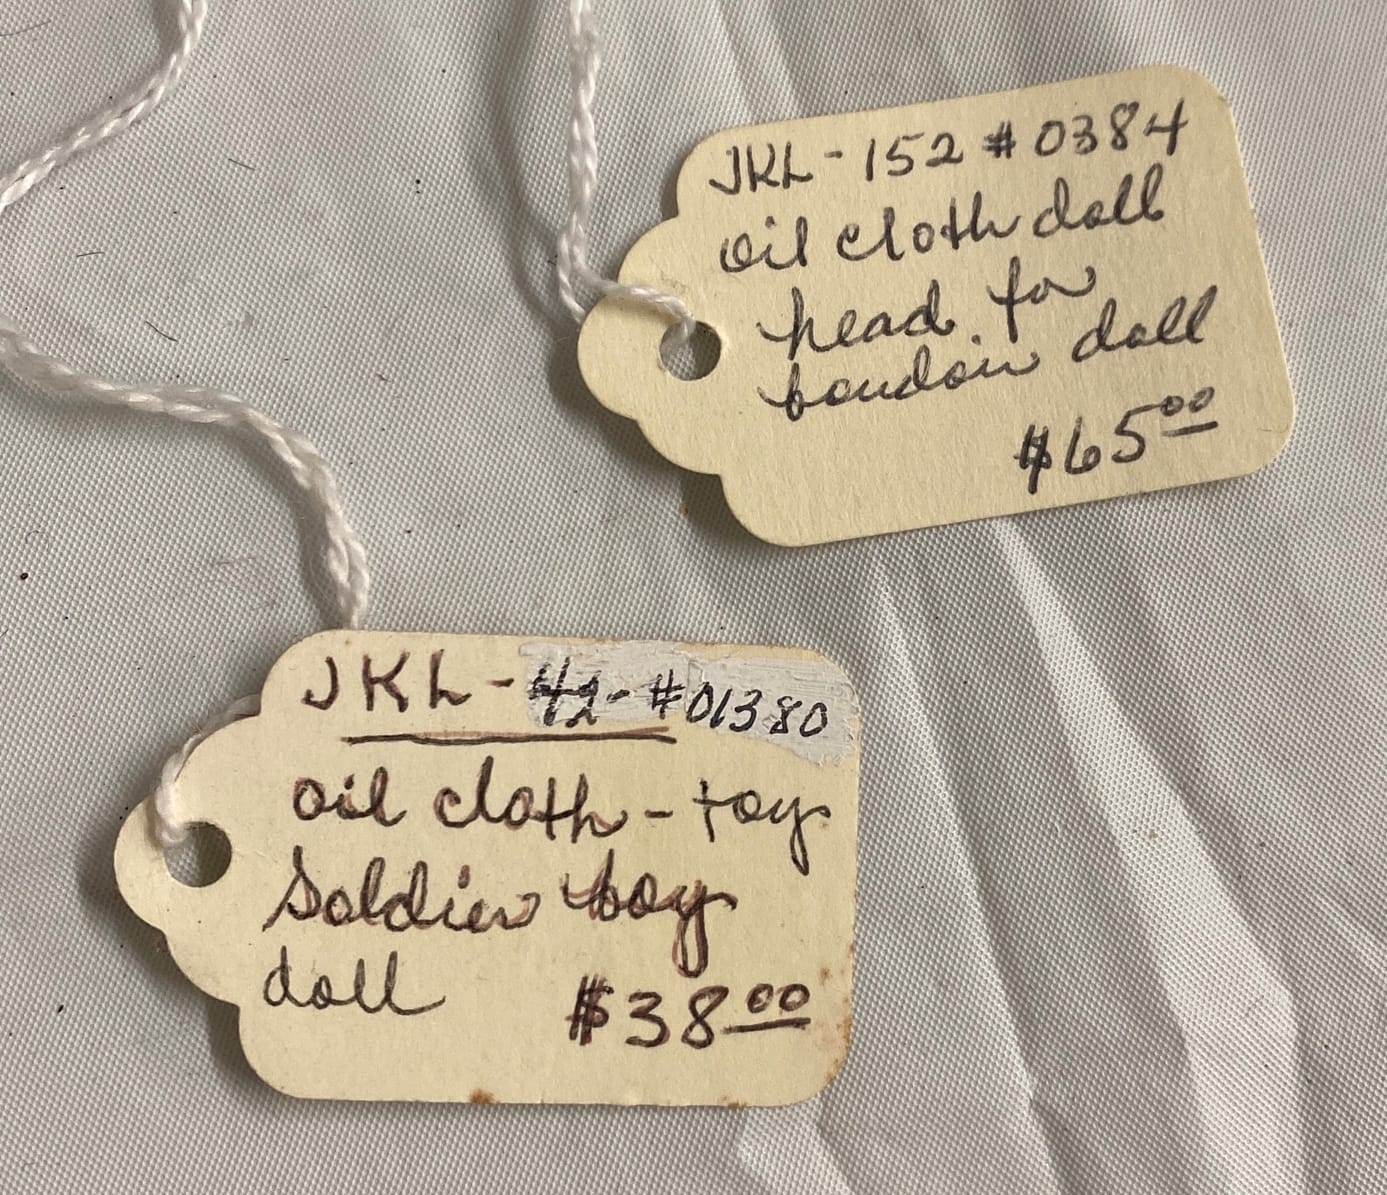 JKL-152 #0384
oil cloth doll
head for
boudoir doll
$65.00
JKL-42-#01380
oil cloth-toy
Soldier boy
doll
$38.00